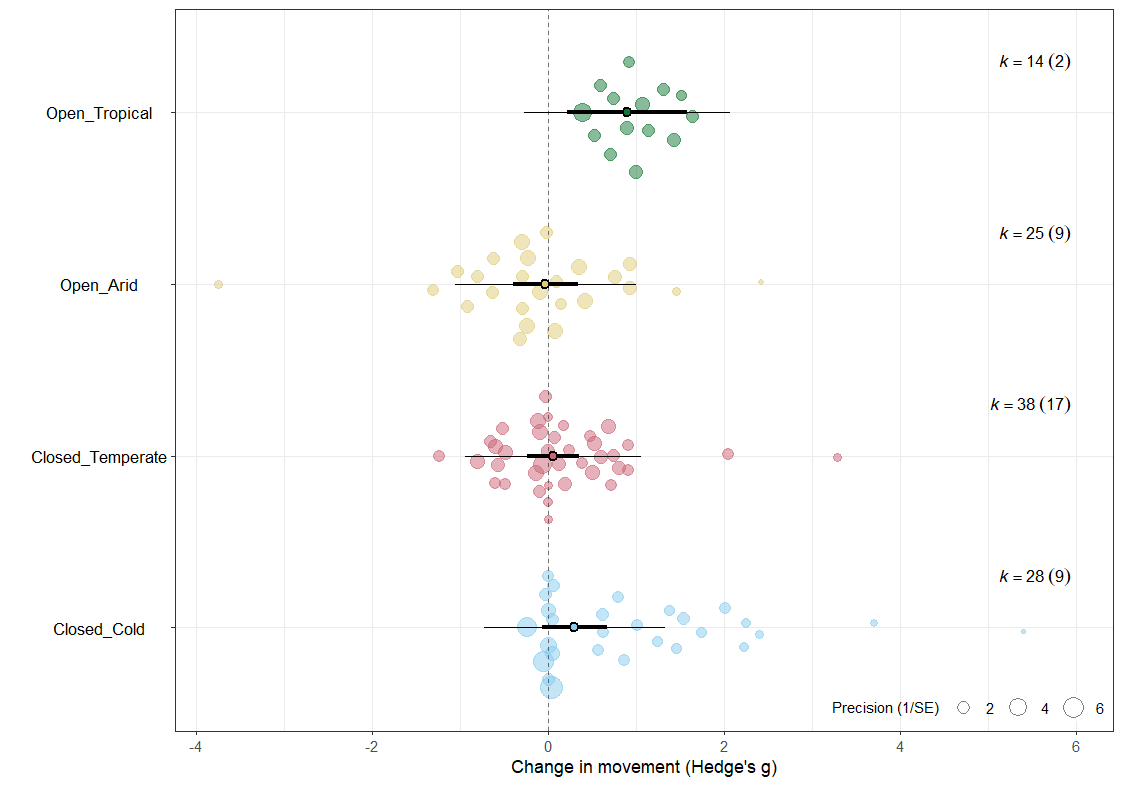 k = 14 (2)
Open_Tropical
k = 25 (9)
Open_Arid
k = 38 (17)
Closed_Temperate
k = 28 (9)
Closed_Cold
Precision (1/SE) 2 4 6
-4 -2 0 2 4 6
Change in movement (Hedge's g)